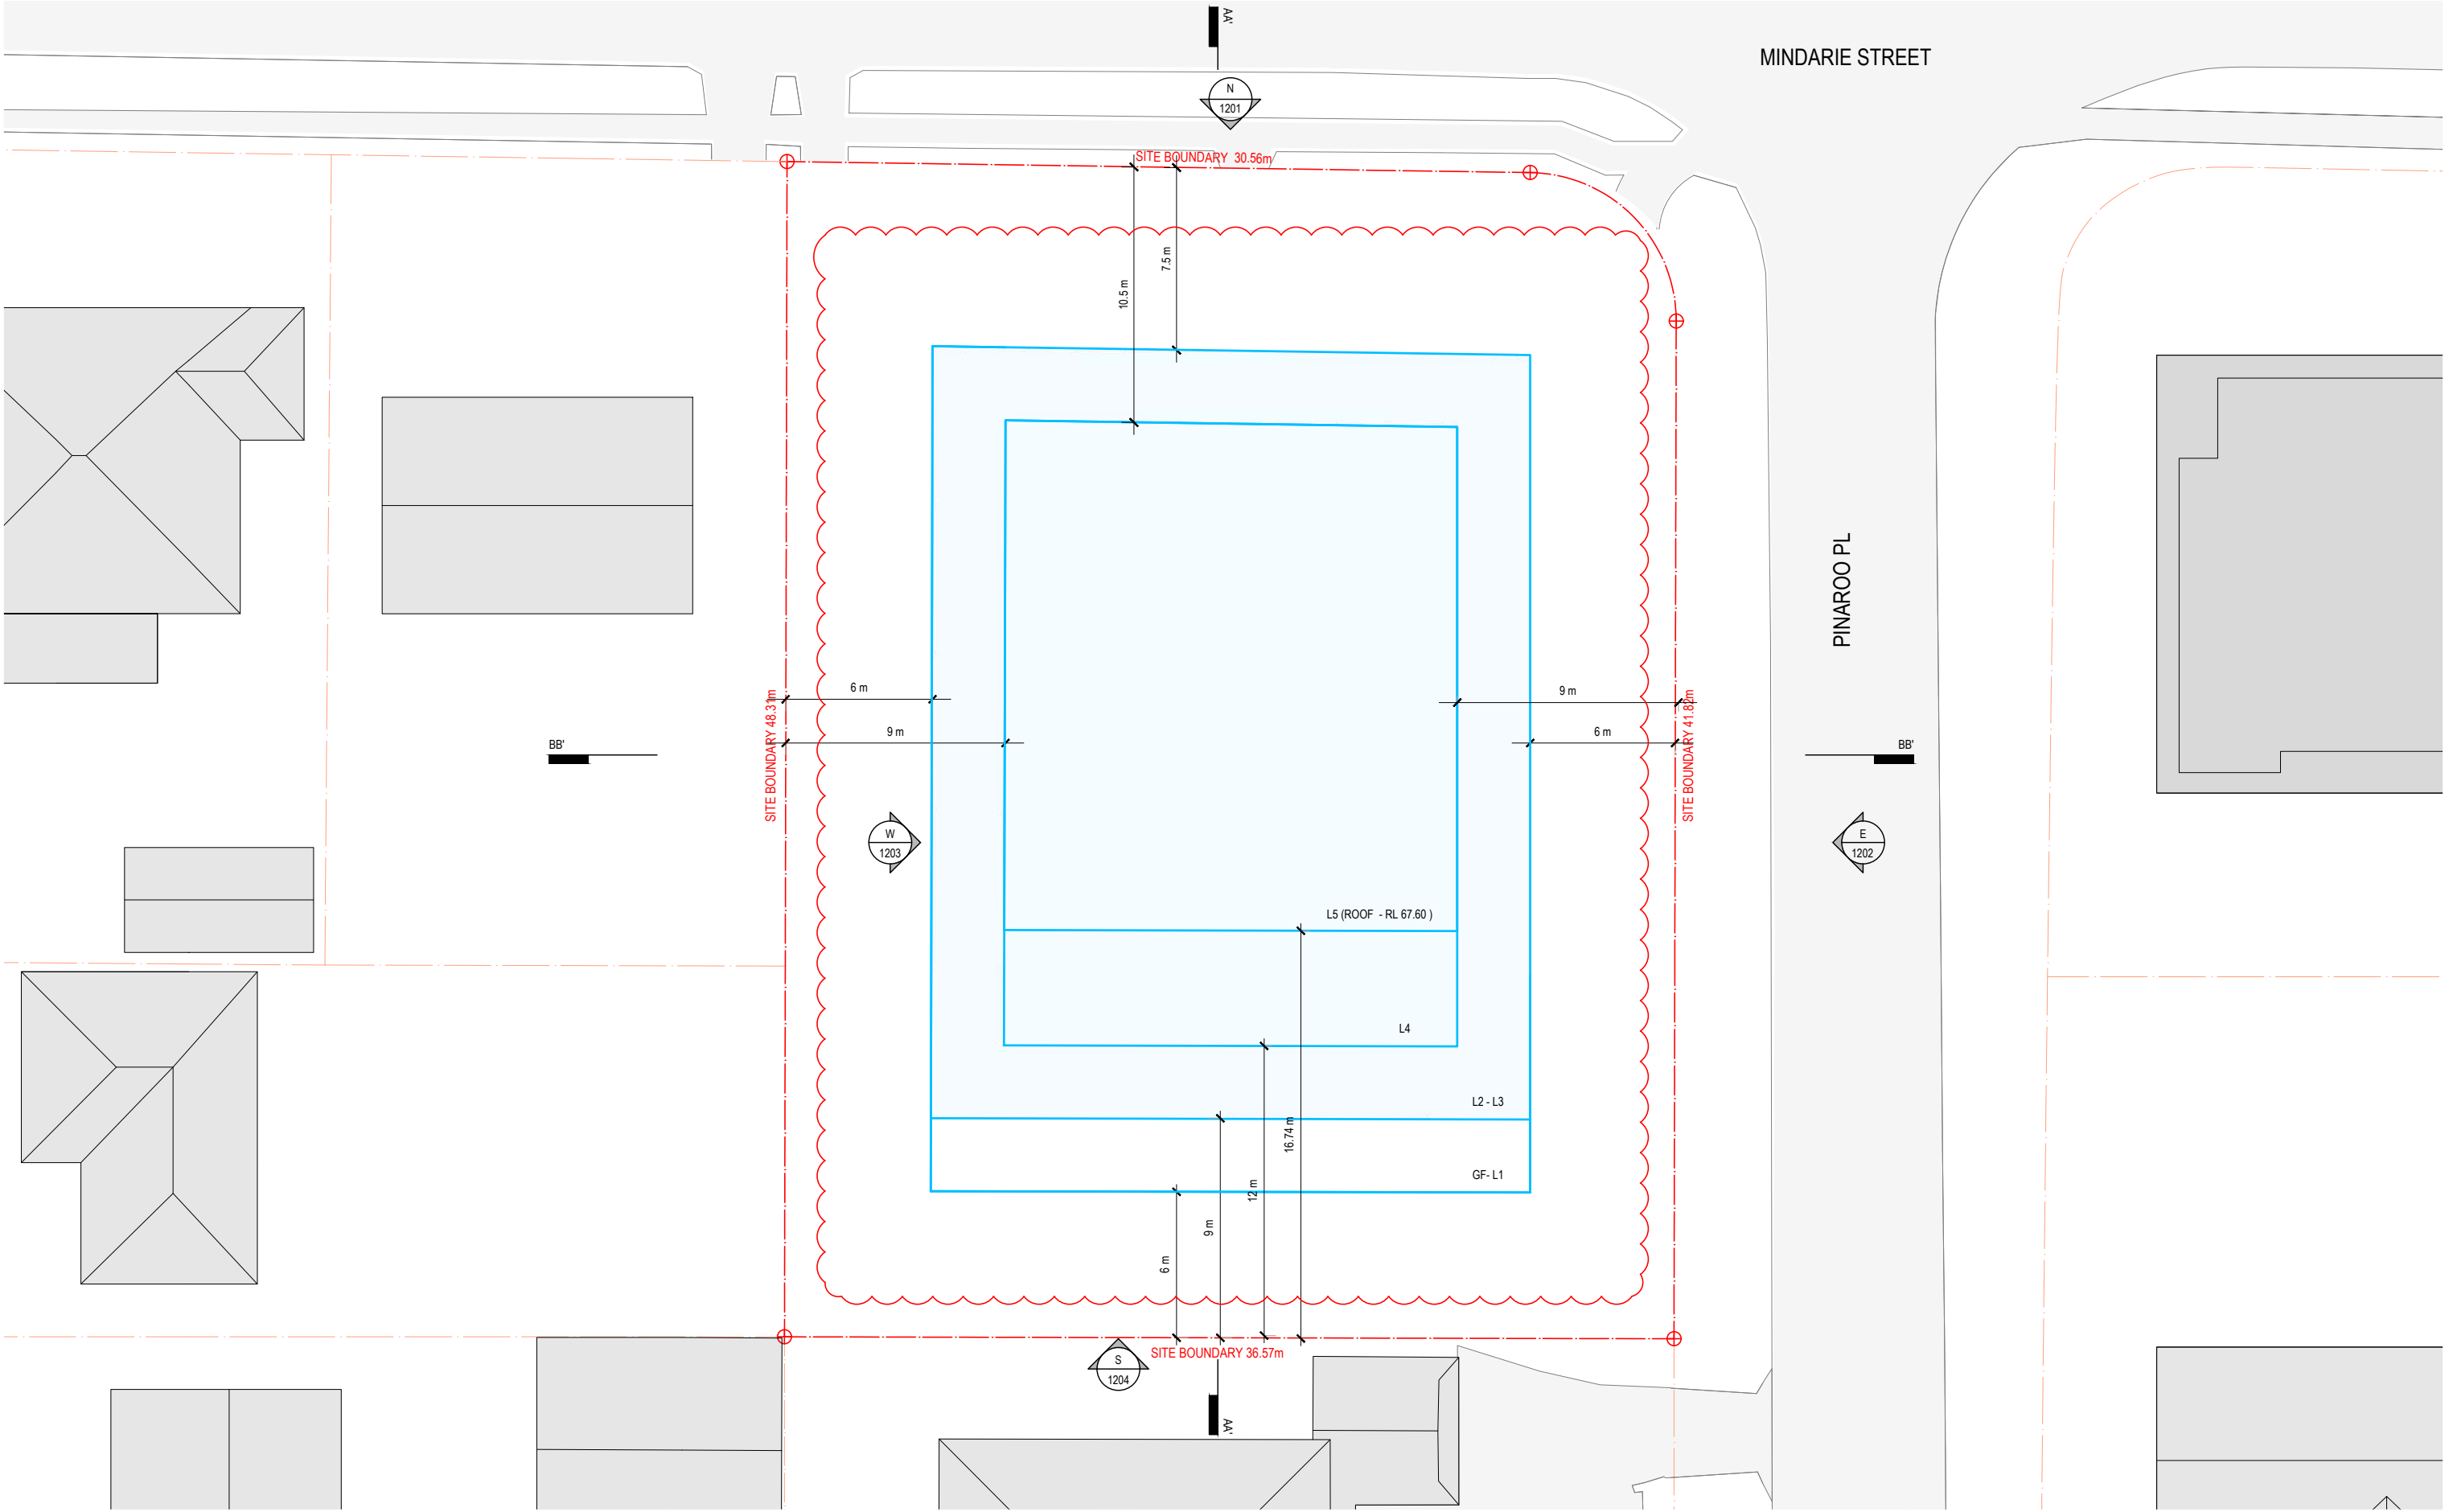 AA'
MINDARIE STREET
N
1201
SITE BOUNDARY 30.56m
7.5 m
10.5 m
PINAROO PL
6 m
9 m
9 m
6 m
SITE BOUNDARY 48.31m
SITE BOUNDARY 41.82m
BB'
BB'
W
1203
E
1202
L5 (ROOF - RL 67.60 )
L4
L2 - L3
16.74 m
GF- L1
12 m
9 m
6 m
SITE BOUNDARY 36.57m
S
1204
AA'